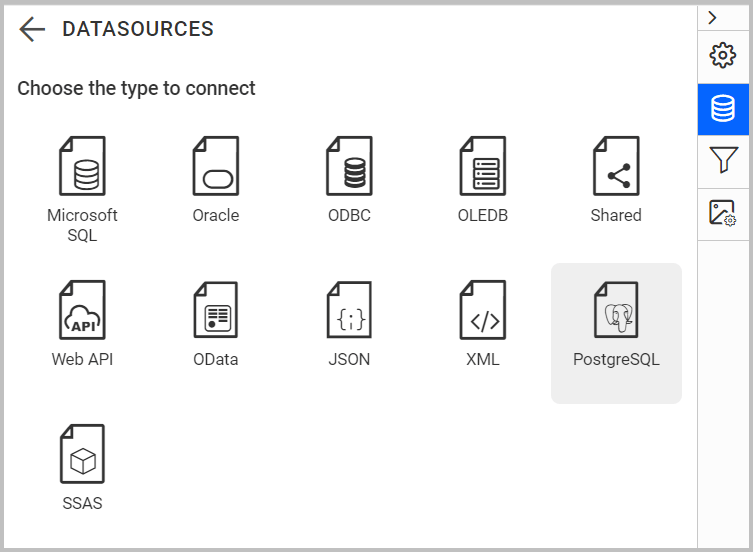 DATASOURCES
Choose the type to connect
Microsoft
SQL
Oracle
ODBC
OLEDB
Shared
API
Web API
OData
{;}
JSON
</>
XML
PostgreSQL
SSAS